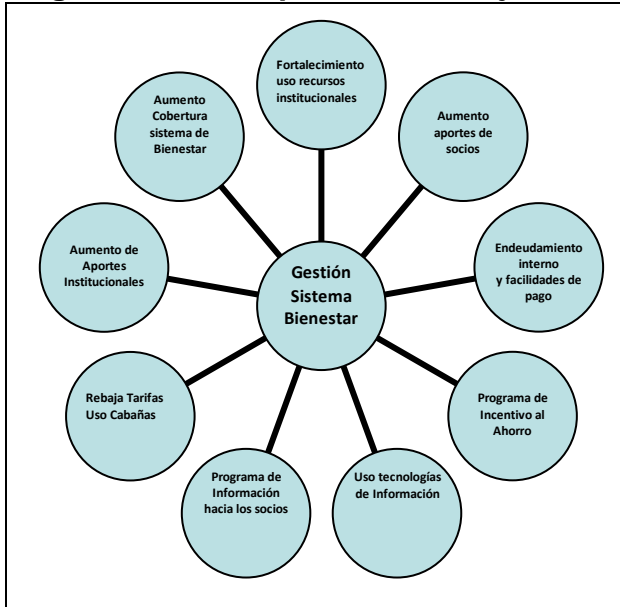 Fortalecimiento
uso recursos
institucionales
Aumento
aportes de
socios
Endeudamiento
interno
y facilidades de
pago
Programa de
Incentivo al
Ahorro
Uso tecnologías
de Información
Programa de
Información
hacia los socios
Rebaja Tarifas
Uso Cabañas
Aumento de
Aportes
Institucionales
Aumento
Cobertura
sistema de
Bienestar
Gestión
Sistema
Bienestar